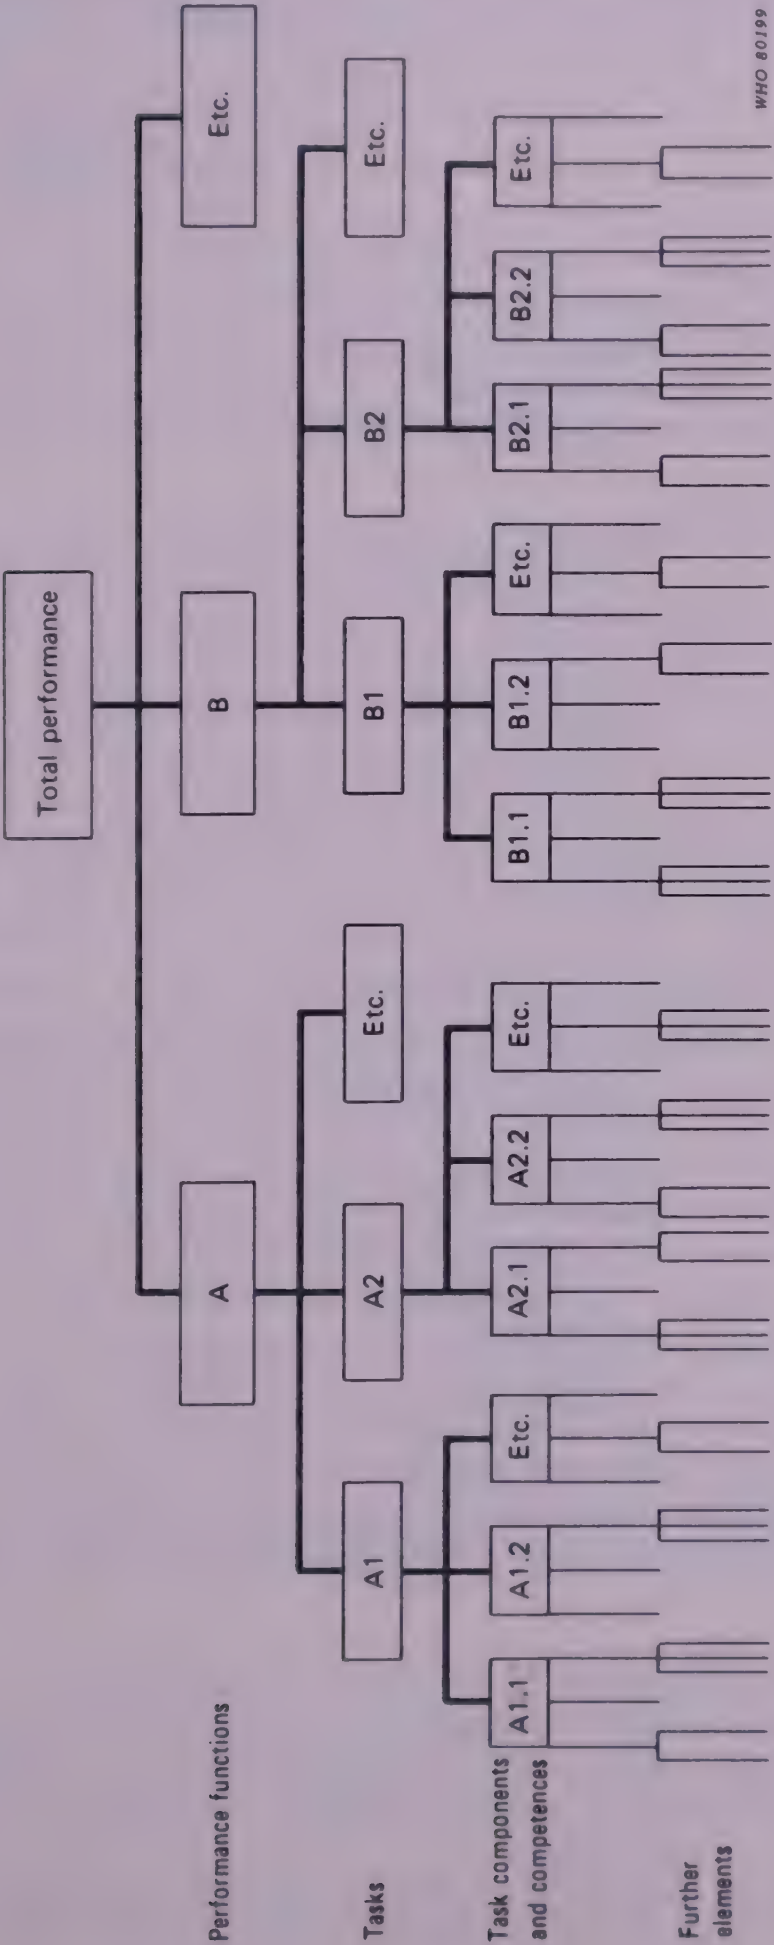 Total performance
Performance functions
A
B
Etc.
Tasks
A1
A2
Etc.
B1
B2
Etc.
Task components
and competences
A1.1
A1.2
Etc.
A2.1
A2.2
Etc.
B1.1
B1.2
Etc.
B2.1
B2.2
Etc.
Further
elements
WHO 80199